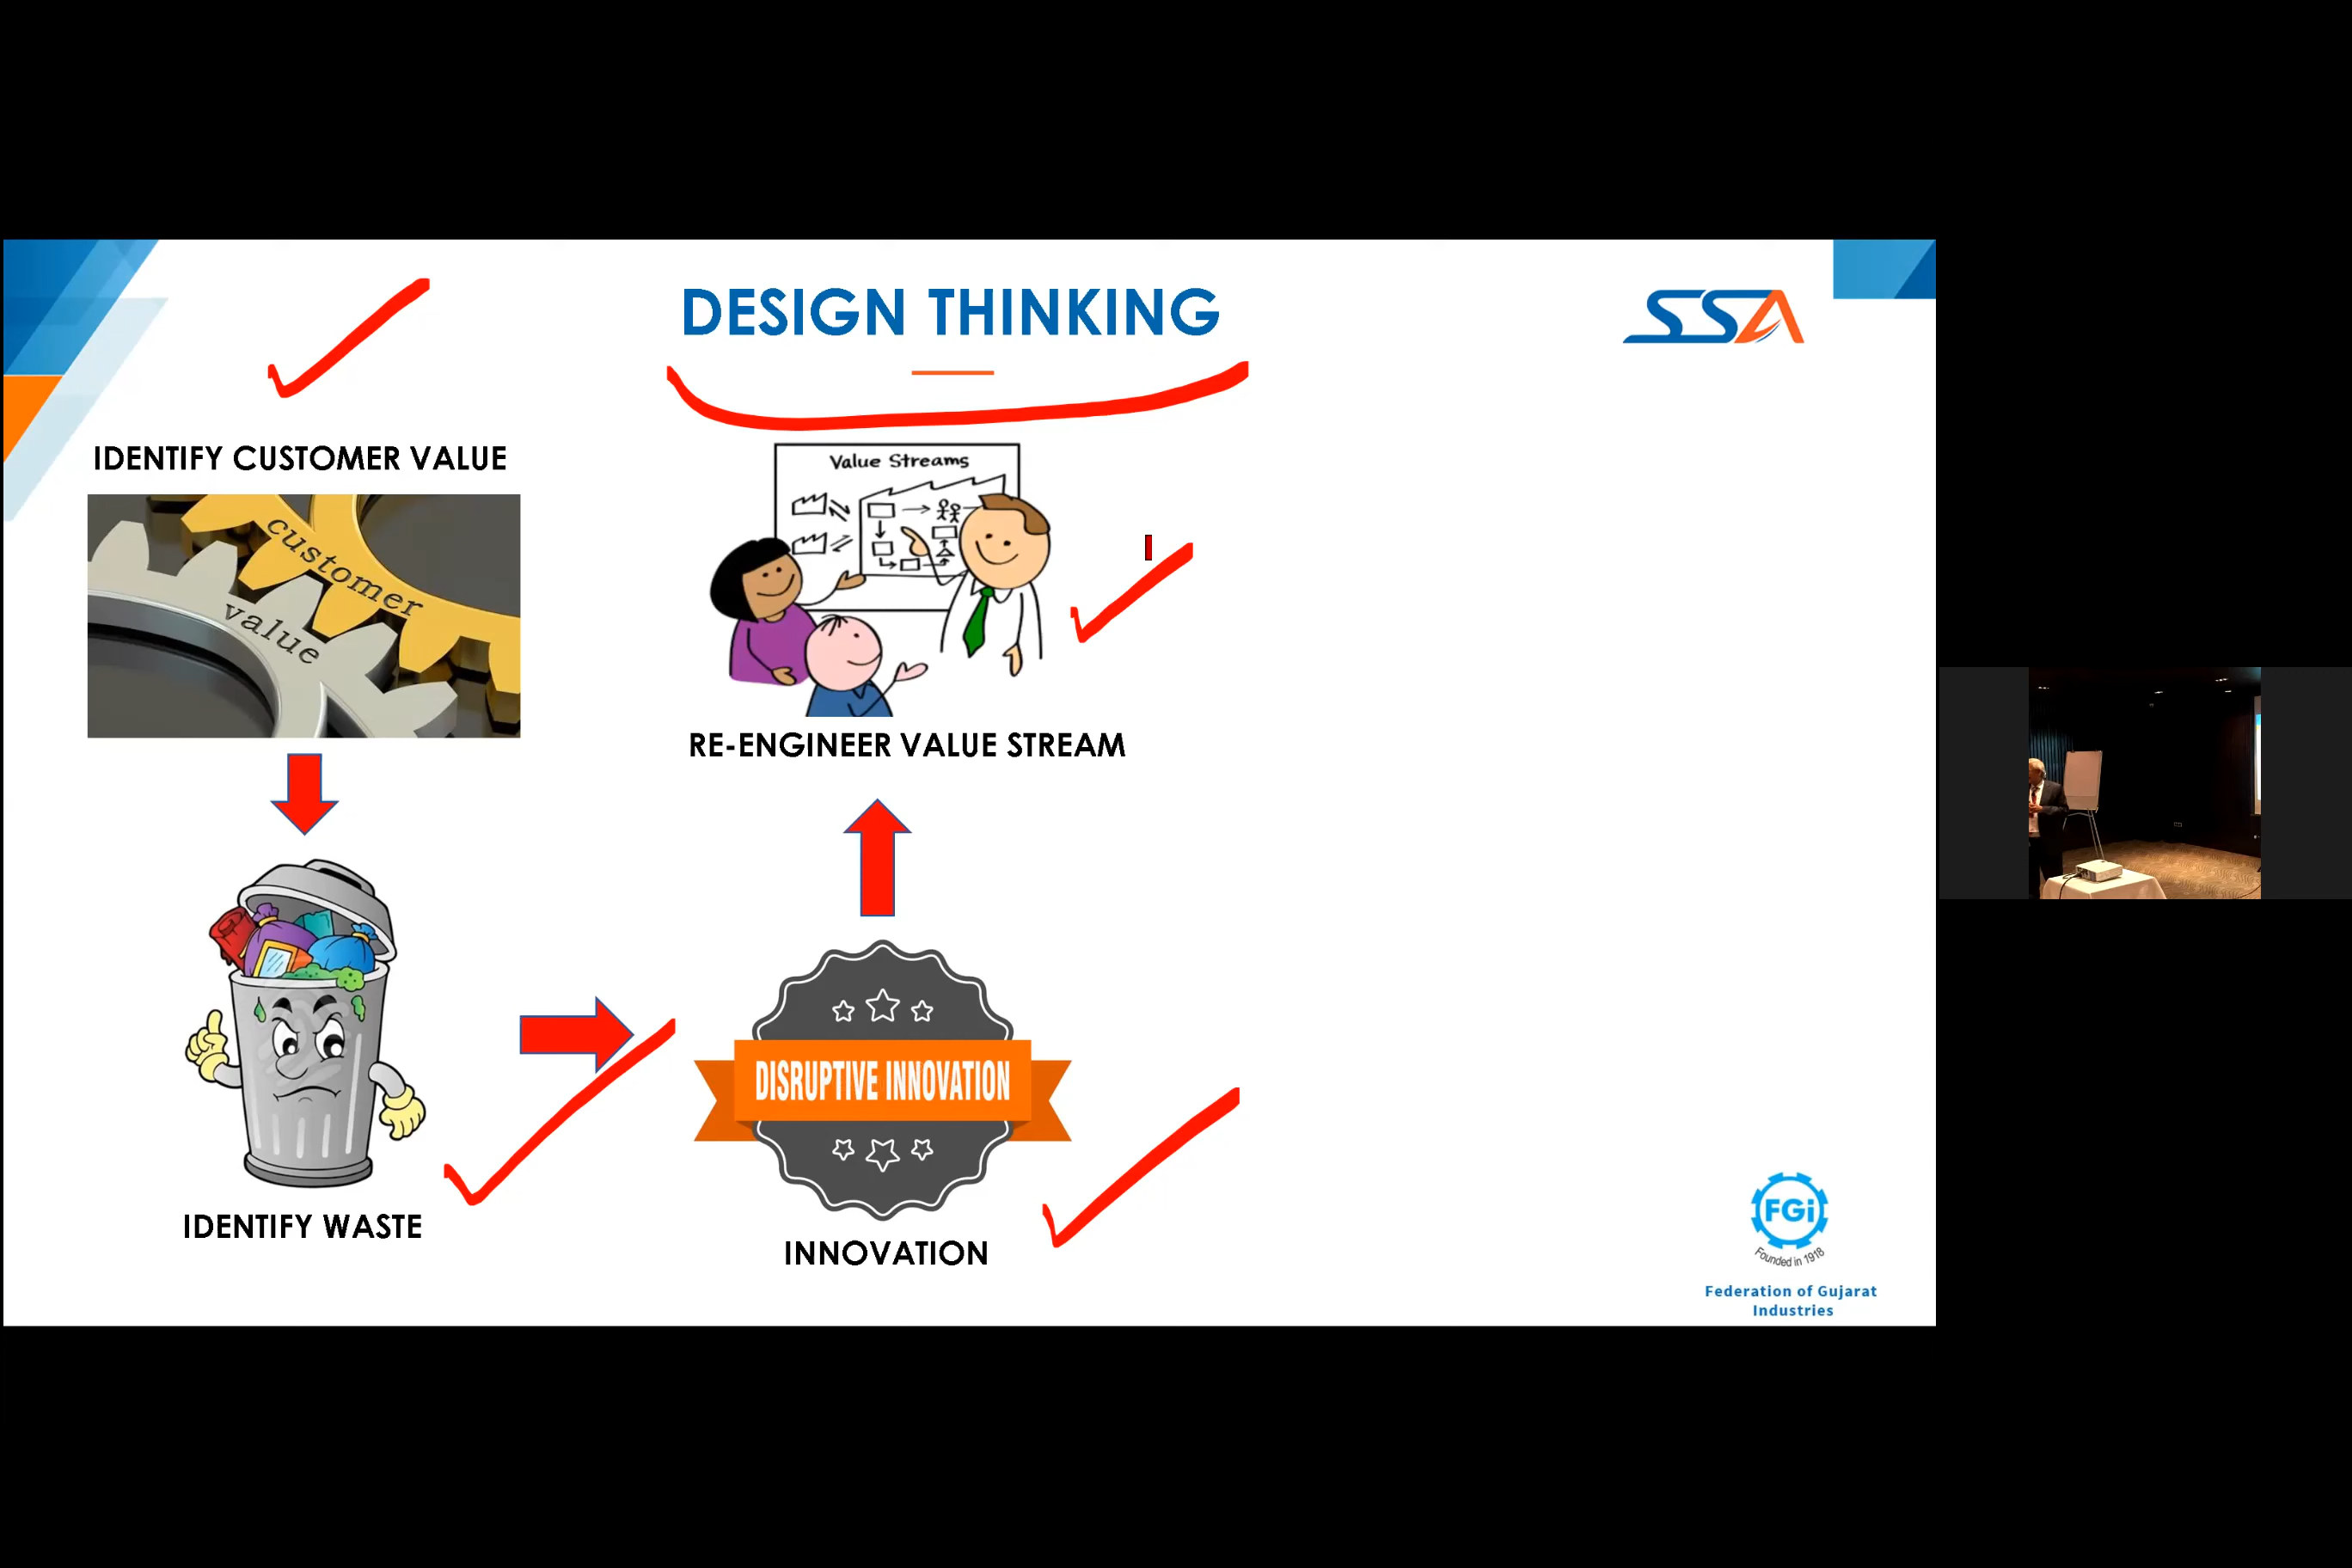 DESIGN THINKING
SSA
IDENTIFY CUSTOMER VALUE
customer
value
Value Streams
RE-ENGINEER VALUE STREAM
IDENTIFY WASTE
DISRUPTIVE INNOVATION
INNOVATION
FGi
Founded in 1918
Federation of Gujarat
Industries